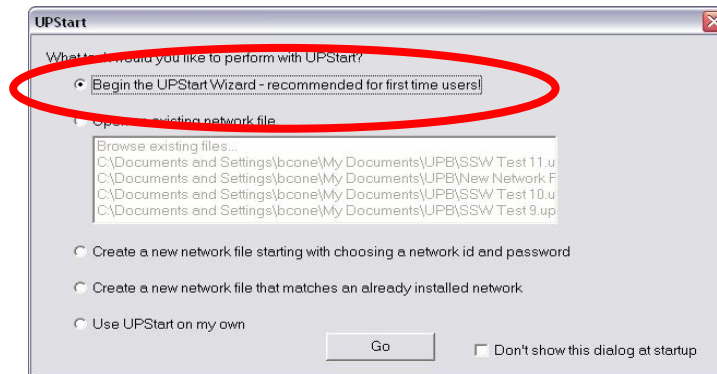 UPStart
What task would you like to perform with UPStart?
Begin the UPStart Wizard - recommended for first time users!
Open an existing network file
Browse existing files...
C:\Documents and Settings\bcone\My Documents\UPB\SSW Test 11.u
C:\Documents and Settings\bcone\My Documents\UPB\New Network F
C:\Documents and Settings\bcone\My Documents\UPB\SSW Test 10.u
C:\Documents and Settings\bcone\My Documents\UPB\SSW Test 9.up
Create a new network file starting with choosing a network id and password
Create a new network file that matches an already installed network
Use UPStart on my own
Go
Don't show this dialog at startup